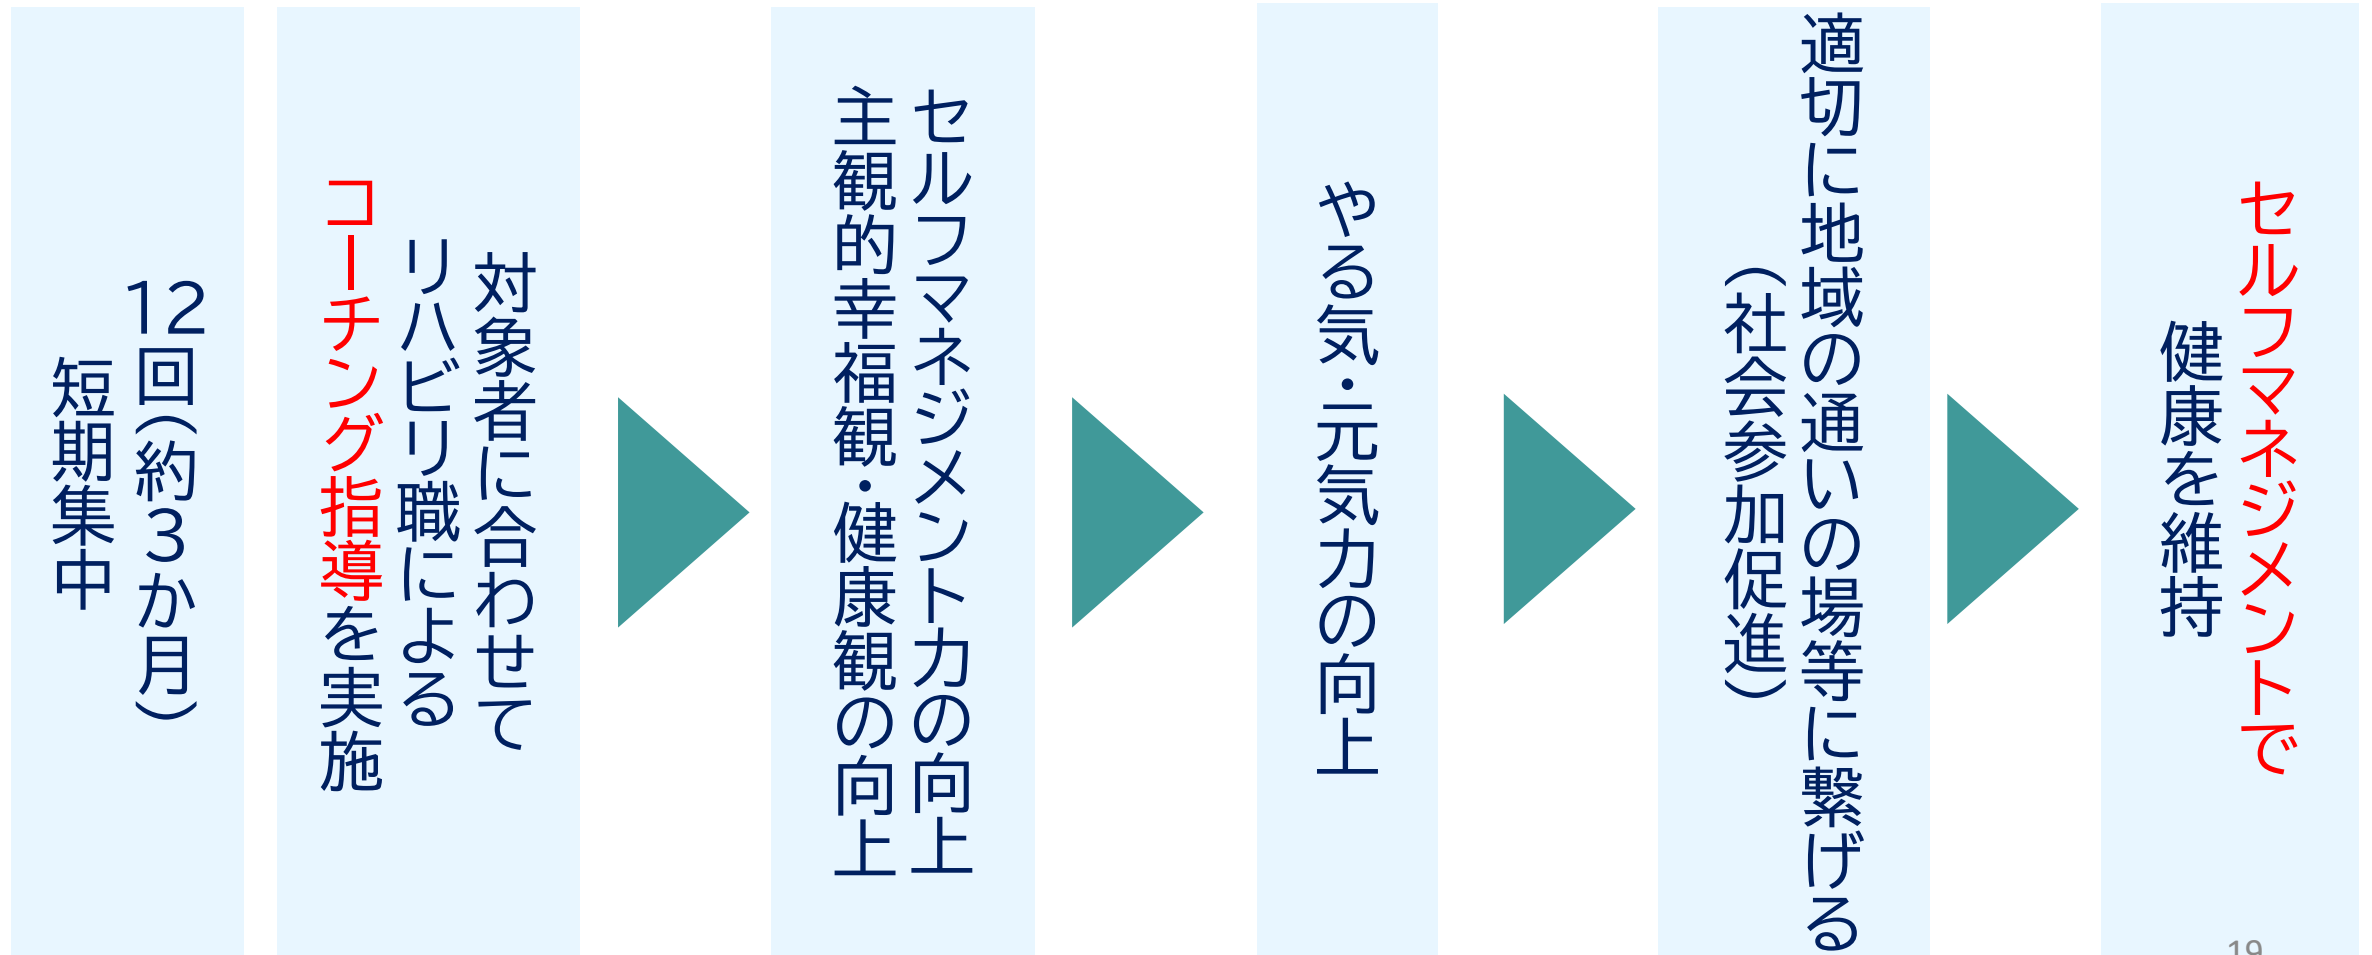 12回（約３か月）
短期集中
対象者に合わせて
リハビリ職による
コーチング指導を実施
セルフマネジメント力の向上
主観的幸福観・健康観の向上
やる気・元気力の向上
適切に地域の通いの場等に繋げる
（社会参加促進）
セルフマネジメントで
健康を維持
19